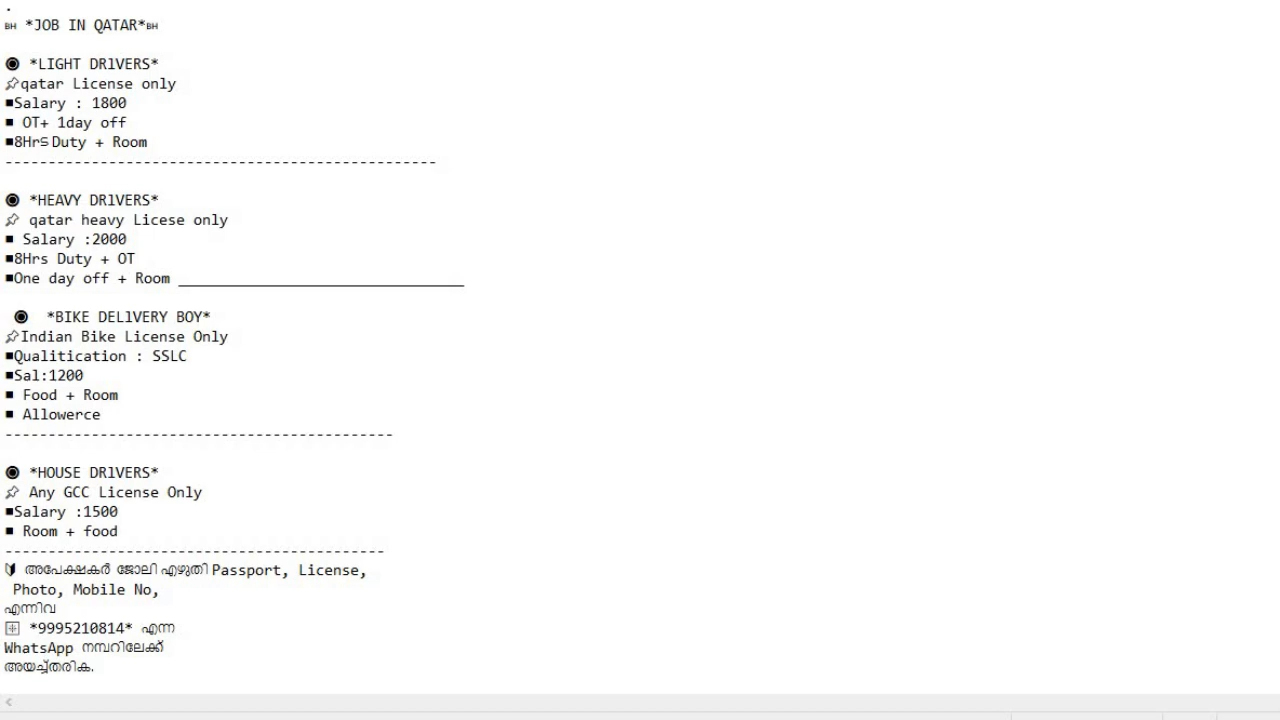 .
BH *JOB IN QATAR*BH
◉ *LIGHT DR1VERS*
📌qatar License only
▪Salary : 1800
▪ OT+ 1day off
▪8Hrs Duty + Room
--------------------------------------------------
◉ *HEAVY DR1VERS*
📌 qatar heavy Licese only
▪ Salary :2000
▪8Hrs Duty + OT
▪One day off + Room _________________________________
◉ *BIKE DEL1VERY BOY*
📌Indian Bike License Only
▪Qualitication : SSLC
▪Sal:1200
▪ Food + Room
▪ Allowerce
---------------------------------------------
◉ *HOUSE DR1VERS*
📌 Any GCC License Only
▪Salary :1500
▪ Room + food
--------------------------------------------
🔰 അപേക്ഷകർ ജോലി എഴുതി Passport, License,
Photo, Mobile No,
എന്നിവ
*9995210814* എന്ന
WhatsApp നമ്പറിലേക്ക്
അയച്ച്തരിക.